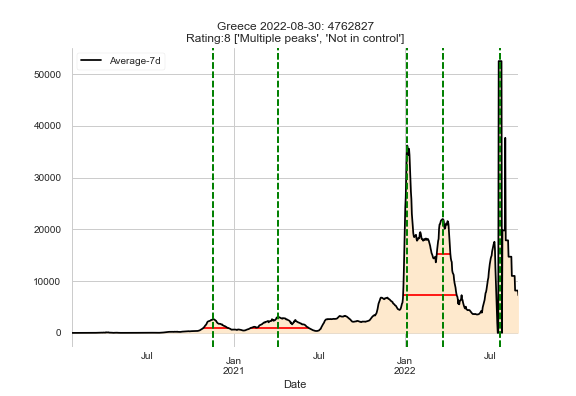 Greece 2022-08-30: 4762827
Rating:8 ['Multiple peaks', 'Not in control']
Average-7d
50000
40000
30000
20000
10000
0
Jul
Jan
2021
Jul
Jan
2022
Jul
Date